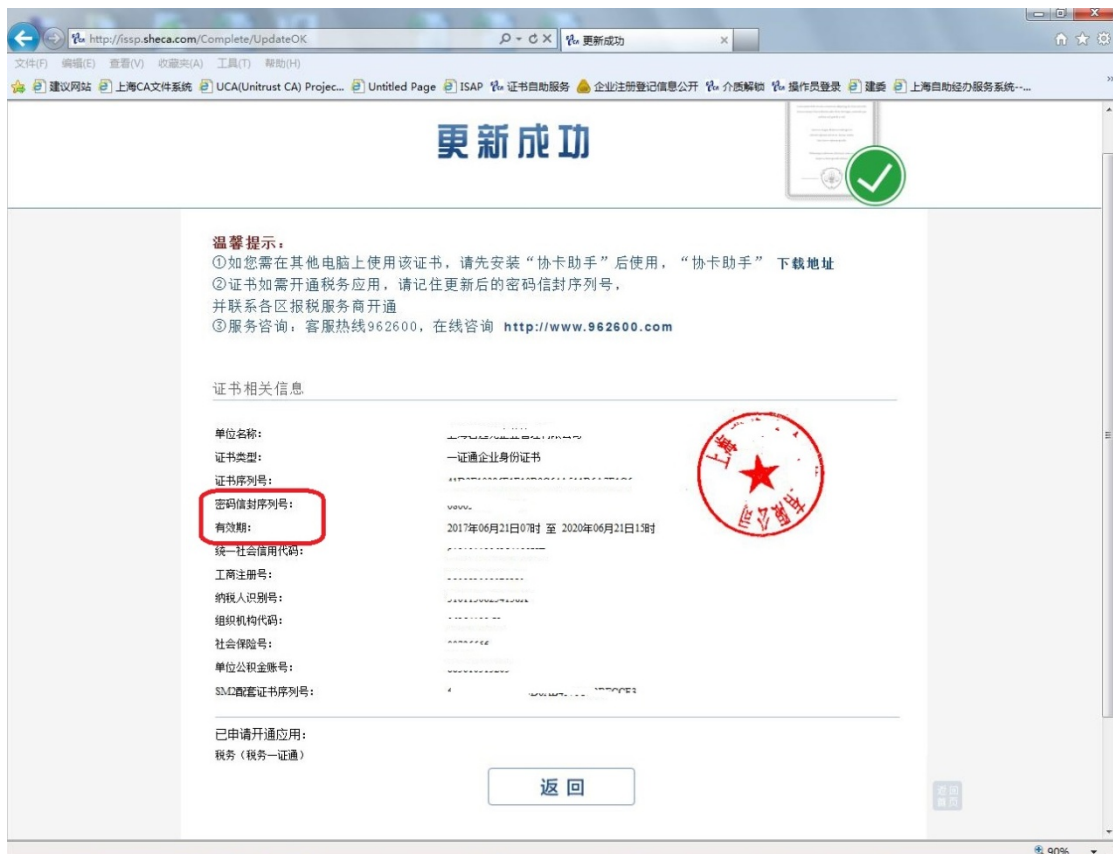 http://issp.sheca.com/Complete/UpdateOK
更新成功
文件(F) 编辑(E) 查看(V) 收藏夹(A) 工具(T) 帮助(H)
建议网站 上海CA文件系统 UCA(Unitrust CA) Projec... Untitled Page ISAP 证书自助服务 企业注册登记信息公开 介质解锁 操作员登录 建委 上海自助经办服务系统--...
更新成功
温馨提示:
①如您需在其他电脑上使用该证书,请先安装“协卡助手”后使用,“协卡助手” 下载地址
②证书如需开通税务应用,请记住更新后的密码信封序列号,
并联系各区报税服务商开通
③服务咨询:客服热线962600,在线咨询 http://www.962600.com
证书相关信息
单位名称:
证书类型: 一证通企业身份证书
证书序列号:
密码信封序列号:
有效期: 2017年06月21日07时 至 2020年06月21日15时
统一社会信用代码:
工商注册号:
纳税人识别号:
组织机构代码:
社会保险号:
单位公积金账号:
SM2配套证书序列号:
上海
有限公司
已申请开通应用:
税务(税务一证通)
返回
返回
首页
90%